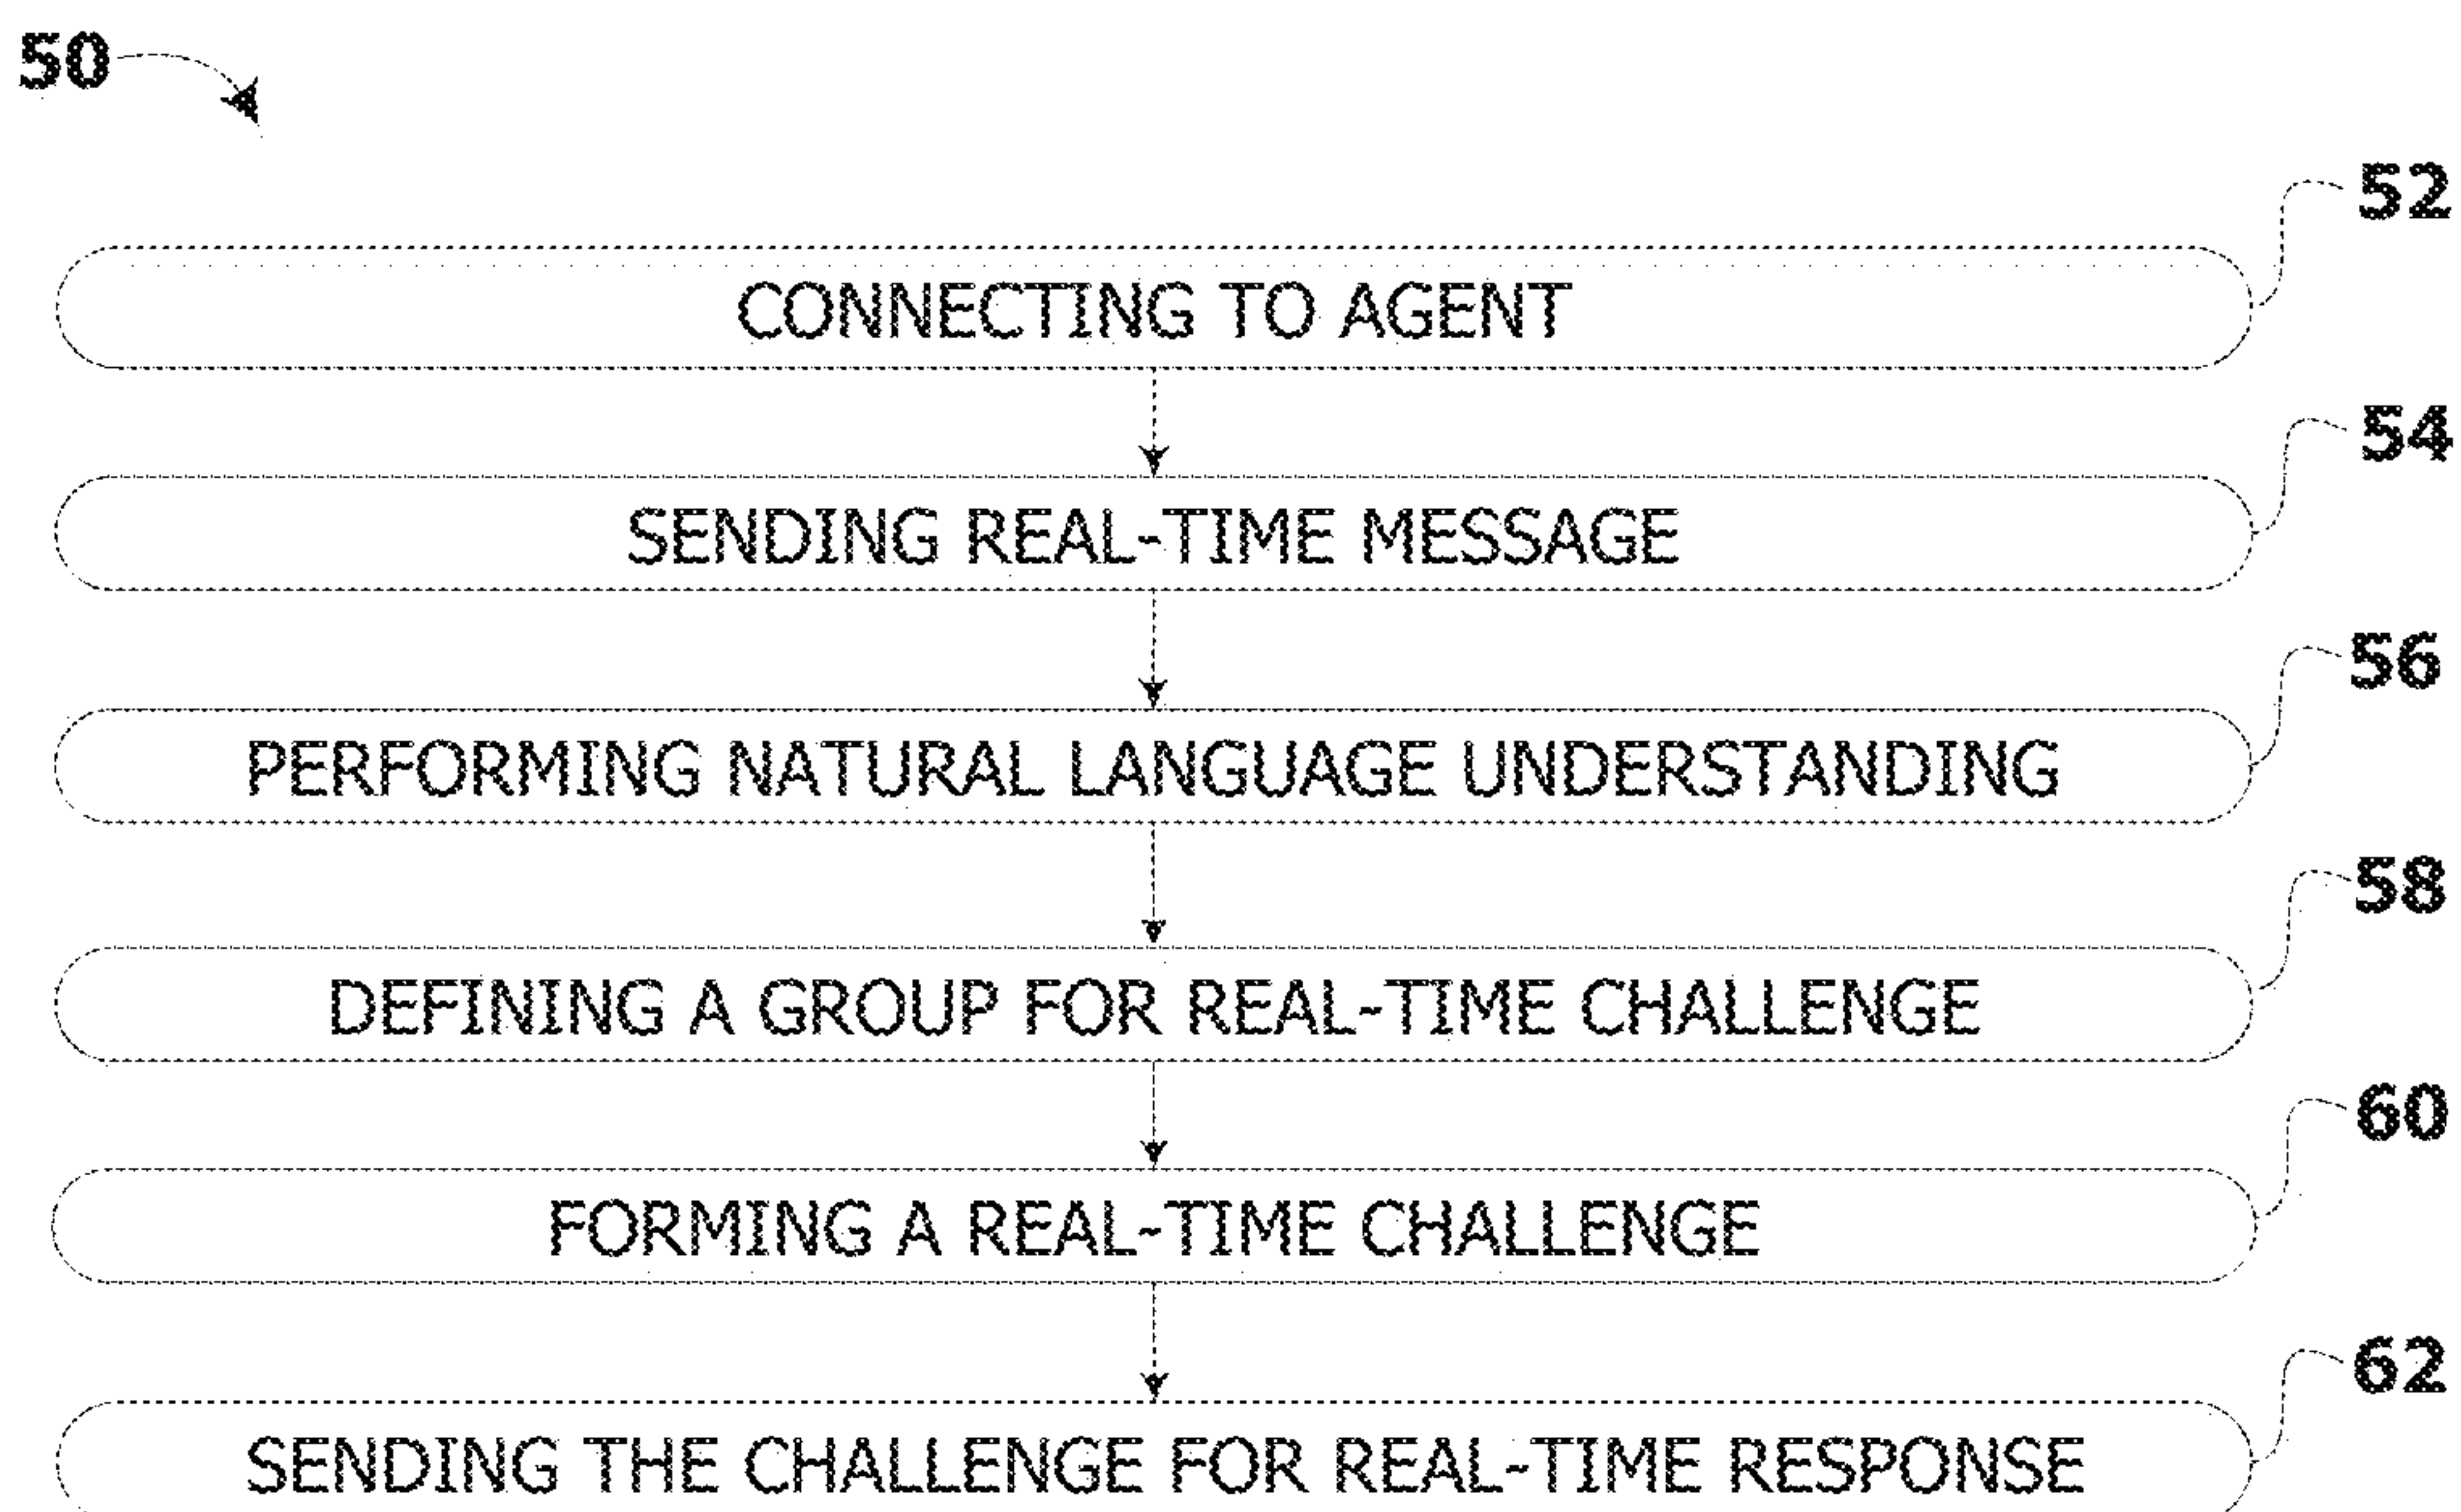 50
52
CONNECTING TO AGENT
54
SENDING REAL-TIME MESSAGE
56
PERFORMING NATURAL LANGUAGE UNDERSTANDING
58
DEFINING A GROUP FOR REAL-TIME CHALLENGE
60
FORMING A REAL-TIME CHALLENGE
62
SENDING THE CHALLENGE FOR REAL-TIME RESPONSE